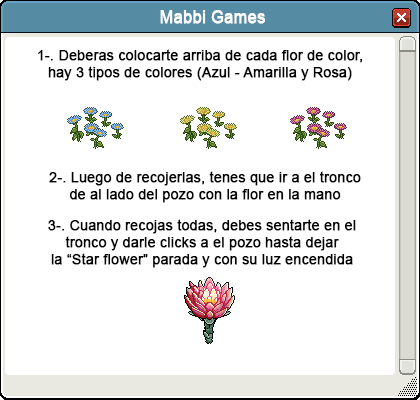 Mabbi Games
1-. Deberas colocarte arriba de cada flor de color,
hay 3 tipos de colores (Azul - Amarilla y Rosa)
2-. Luego de recojerlas, tenes que ir a el tronco
de al lado del pozo con la flor en la mano
3-. Cuando recojas todas, debes sentarte en el
tronco y darle clicks a el pozo hasta dejar
la “Star flower” parada y con su luz encendida